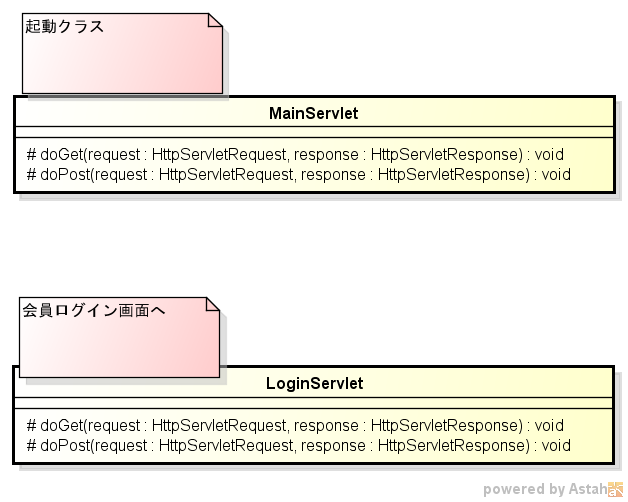 起動クラス
MainServlet
# doGet(request : HttpServletRequest, response : HttpServletResponse) : void
# doPost(request : HttpServletRequest, response : HttpServletResponse) : void
会員ログイン画面へ
LoginServlet
# doGet(request : HttpServletRequest, response : HttpServletResponse) : void
# doPost(request : HttpServletRequest, response : HttpServletResponse) : void
powered by Astah